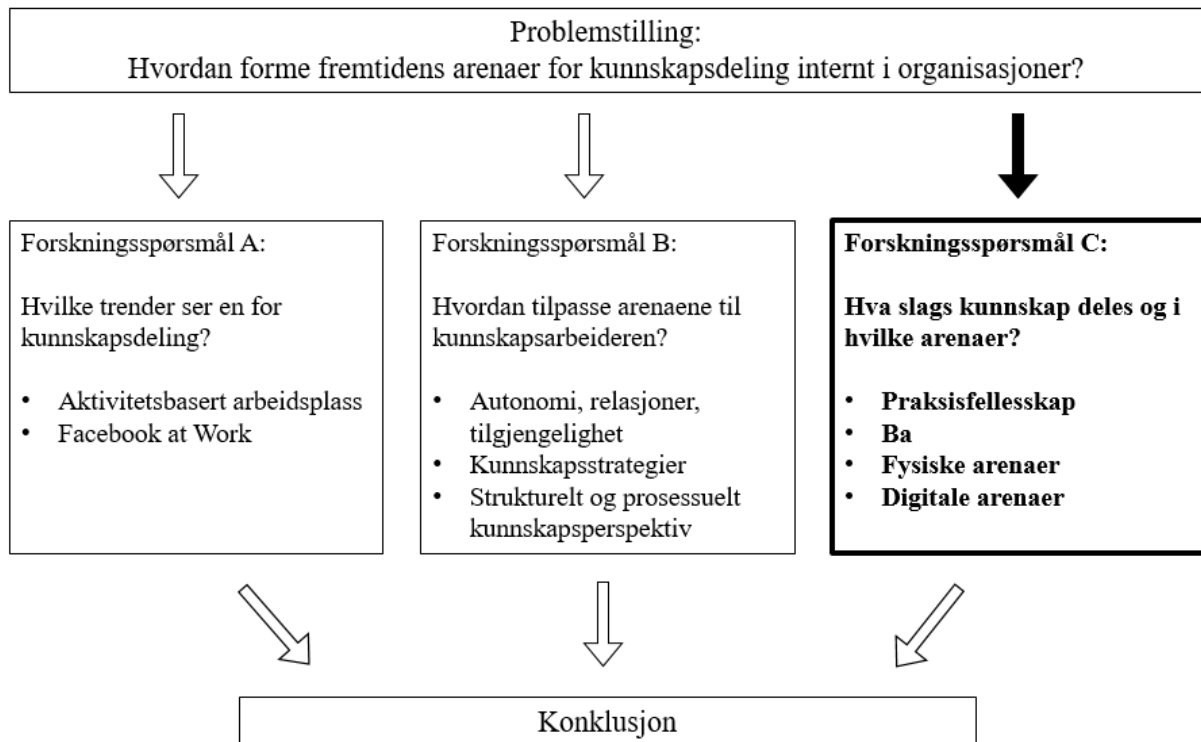 Problemstilling:
Hvordan forme fremtidens arenaer for kunnskapsdeling internt i organisasjoner?
Forskningsspørsmål A:
Hvilke trender ser en for
kunnskapsdeling?
• Aktivitetsbasert arbeidsplass
• Facebook at Work
Forskningsspørsmål B:
Hvordan tilpasse arenaene til
kunnskapsarbeideren?
• Autonomi, relasjoner,
tilgjengelighet
• Kunnskapsstrategier
• Strukturelt og prosessuelt
kunnskapsperspektiv
Forskningsspørsmål C:
Hva slags kunnskap deles og i
hvilke arenaer?
• Praksisfellesskap
• Ba
• Fysiske arenaer
• Digitale arenaer
Konklusjon